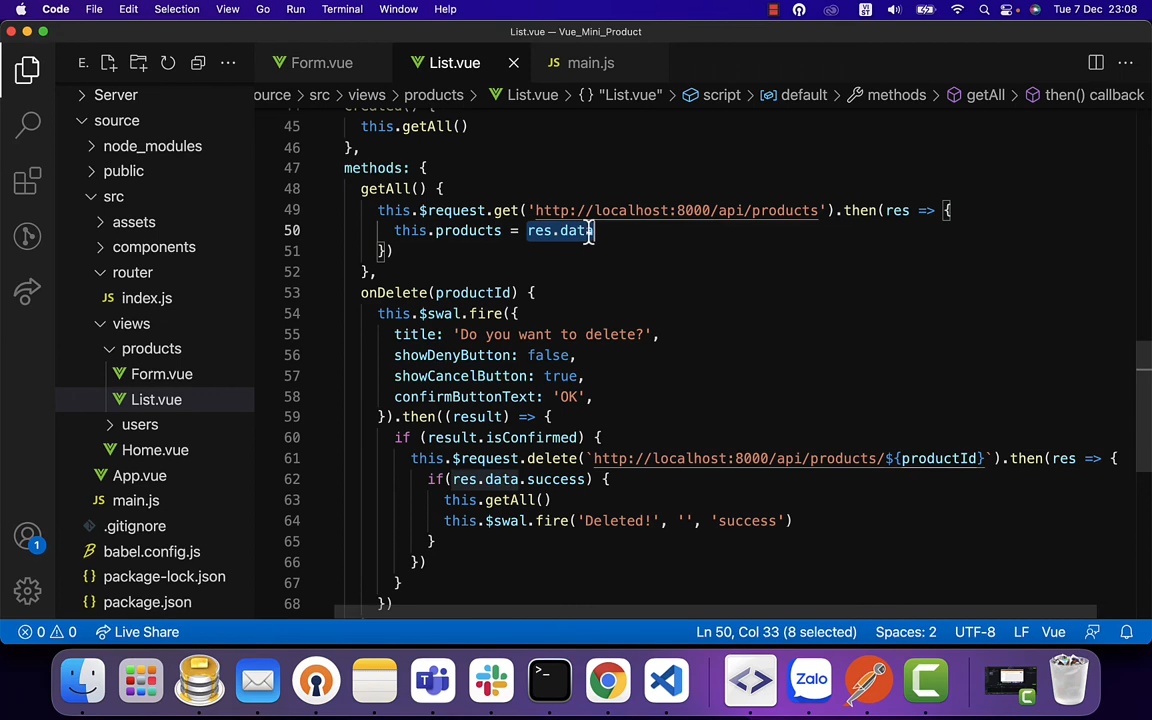 Code File Edit Selection View Go Run Terminal Window Help VI ST Tue 7 Dec 23:08
List.vue — Vue_Mini_Product
E. ··· Form.vue List.vue main.js ···
ource > src > views > products > List.vue > {} "List.vue" > script > default > methods > getAll > then() callback
Server
source
node_modules
public
src
assets
components
router
index.js
views
products
Form.vue
List.vue
users
Home.vue
App.vue
main.js
.gitignore
babel.config.js
package-lock.json
package.json
1
45 this.getAll()
46 },
47 methods: {
48 getAll() {
49 this.$request.get('http://localhost:8000/api/products').then(res => {
50 this.products = res.data
51 })
52 },
53 onDelete(productId) {
54 this.$swal.fire({
55 title: 'Do you want to delete?',
56 showDenyButton: false,
57 showCancelButton: true,
58 confirmButtonText: 'OK',
59 }).then((result) => {
60 if (result.isConfirmed) {
61 this.$request.delete(`http://localhost:8000/api/products/${productId}`).then(res => {
62 if(res.data.success) {
63 this.getAll()
64 this.$swal.fire('Deleted!', '', 'success')
65 }
66 })
67 }
68 })
0 0 Live Share Ln 50, Col 33 (8 selected) Spaces: 2 UTF-8 LF Vue
Zalo